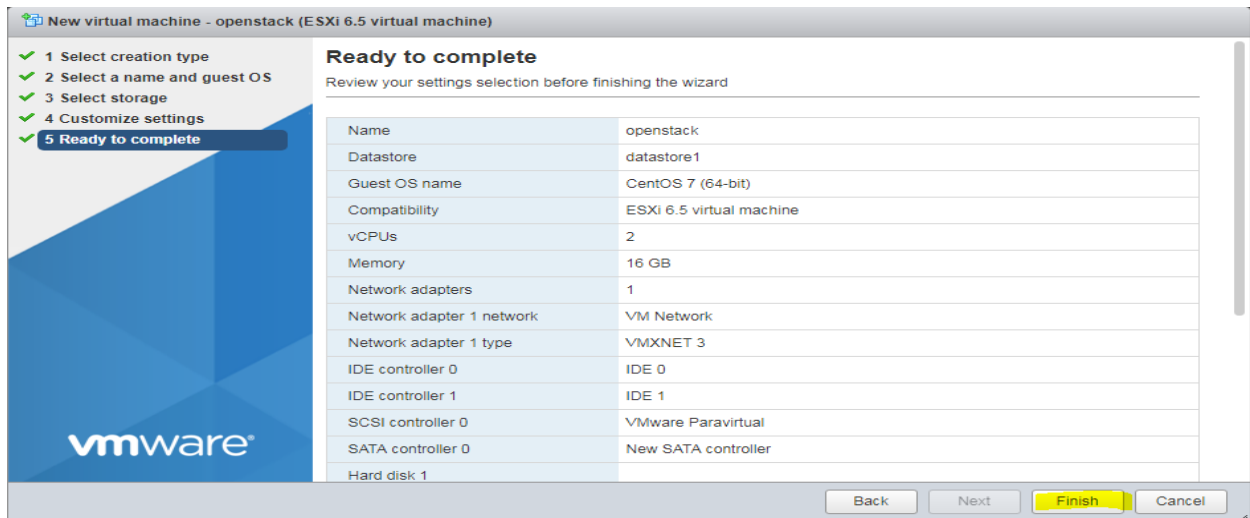 New virtual machine - openstack (ESXi 6.5 virtual machine)
1 Select creation type
2 Select a name and guest OS
3 Select storage
4 Customize settings
5 Ready to complete
vmware®
Ready to complete
Review your settings selection before finishing the wizard
Name openstack
Datastore datastore1
Guest OS name CentOS 7 (64-bit)
Compatibility ESXi 6.5 virtual machine
vCPUs 2
Memory 16 GB
Network adapters 1
Network adapter 1 network VM Network
Network adapter 1 type VMXNET 3
IDE controller 0 IDE 0
IDE controller 1 IDE 1
SCSI controller 0 VMware Paravirtual
SATA controller 0 New SATA controller
Hard disk 1
Back Next Finish Cancel